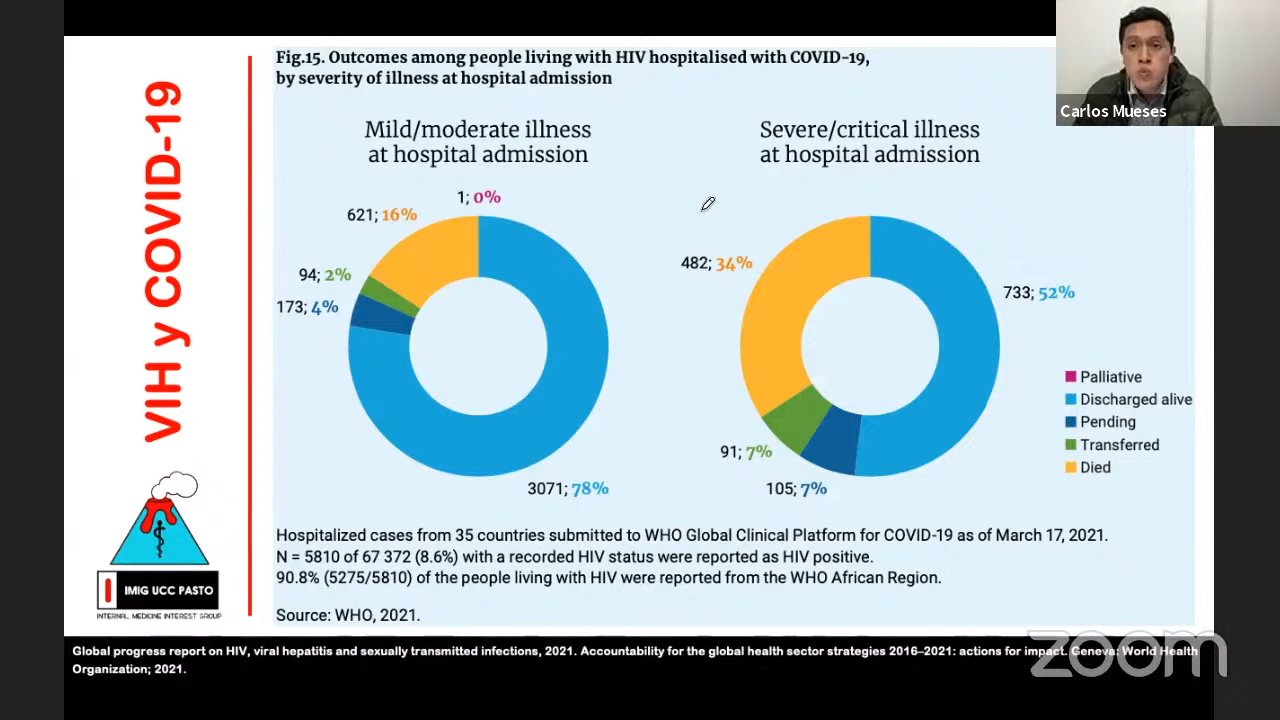 Fig.15. Outcomes among people living with HIV hospitalised with COVID-19,
by severity of illness at hospital admission
Carlos Mueses
VIH y COVID-19
Mild/moderate illness
at hospital admission
1; 0%
621; 16%
94; 2%
173; 4%
3071; 78%
Severe/critical illness
at hospital admission
482; 34%
733; 52%
91; 7%
105; 7%
Palliative
Discharged alive
Pending
Transferred
Died
IMIG UCC PASTO
INTERNAL MEDICINE INTEREST GROUP
Hospitalized cases from 35 countries submitted to WHO Global Clinical Platform for COVID-19 as of March 17, 2021.
N = 5810 of 67 372 (8.6%) with a recorded HIV status were reported as HIV positive.
90.8% (5275/5810) of the people living with HIV were reported from the WHO African Region.
Source: WHO, 2021.
zoom
Global progress report on HIV, viral hepatitis and sexually transmitted infections, 2021. Accountability for the global health sector strategies 2016–2021: actions for impact. Geneva: World Health
Organization; 2021.